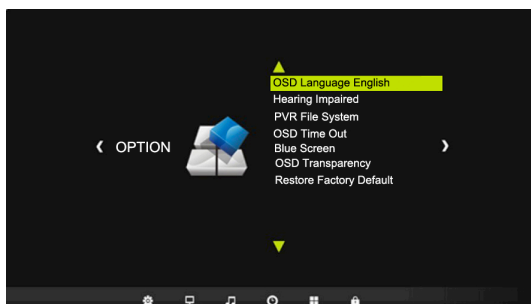 OPTION
OSD Language English
Hearing Impaired
PVR File System
OSD Time Out
Blue Screen
OSD Transparency
Restore Factory Default